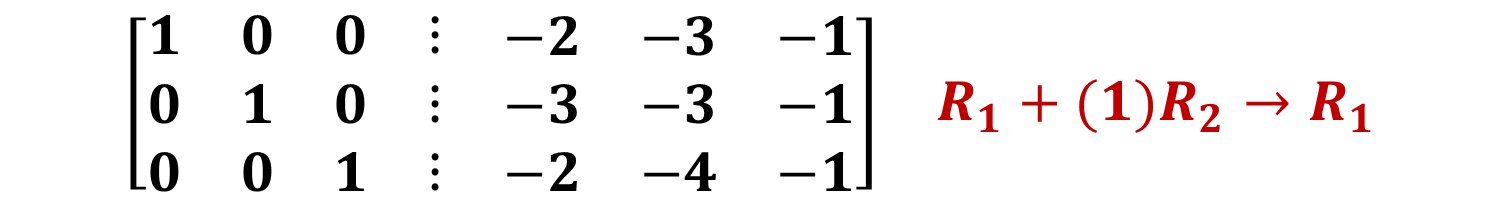 1 0 0 ⋮ −2 −3 −1
0 1 0 ⋮ −3 −3 −1 R₁ + (1)R₂ → R₁
0 0 1 ⋮ −2 −4 −1